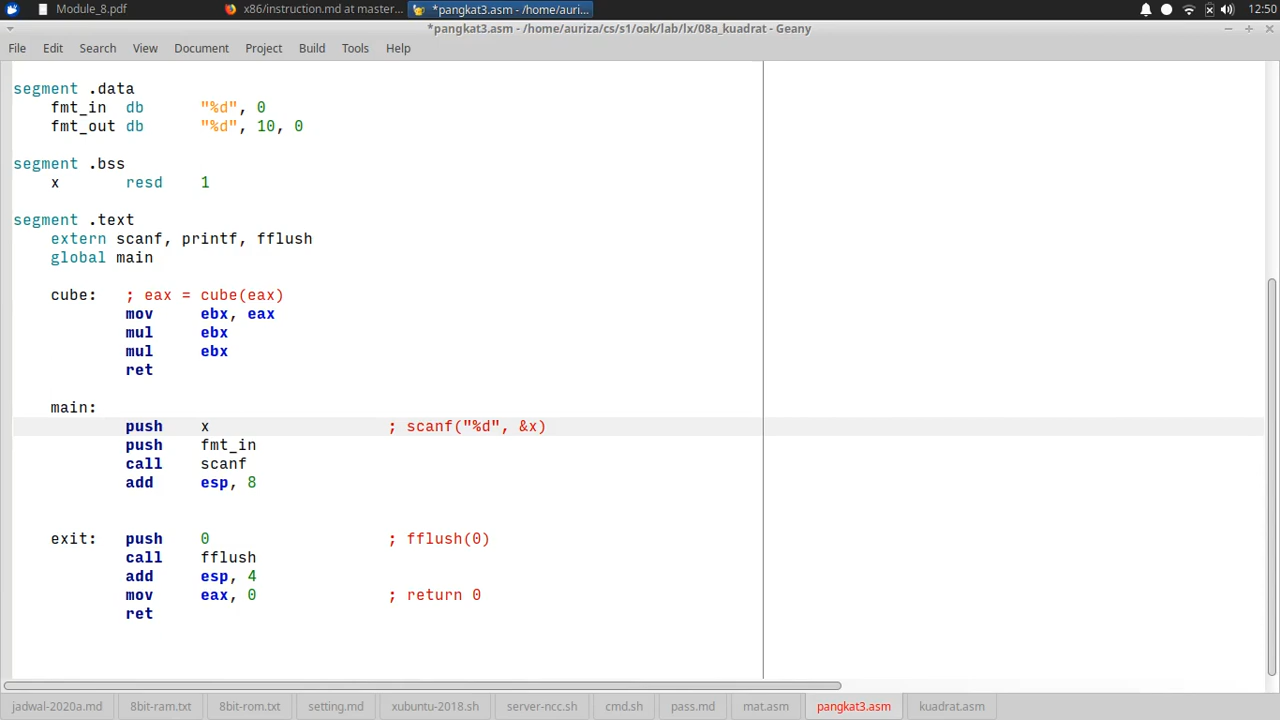 Module_8.pdf
x86/instruction.md at master...
*pangkat3.asm - /home/auri...
12:50
*pangkat3.asm - /home/auriza/cs/s1/oak/lab/lx/08a_kuadrat - Geany
File Edit Search View Document Project Build Tools Help
segment .data
fmt_in db "%d", 0
fmt_out db "%d", 10, 0
segment .bss
x resd 1
segment .text
extern scanf, printf, fflush
global main
cube: ; eax = cube(eax)
mov ebx, eax
mul ebx
mul ebx
ret
main:
push x ; scanf("%d", &x)
push fmt_in
call scanf
add esp, 8
exit: push 0 ; fflush(0)
call fflush
add esp, 4
mov eax, 0 ; return 0
ret
jadwal-2020a.md 8bit-ram.txt 8bit-rom.txt setting.md xubuntu-2018.sh server-ncc.sh cmd.sh pass.md mat.asm pangkat3.asm kuadrat.asm